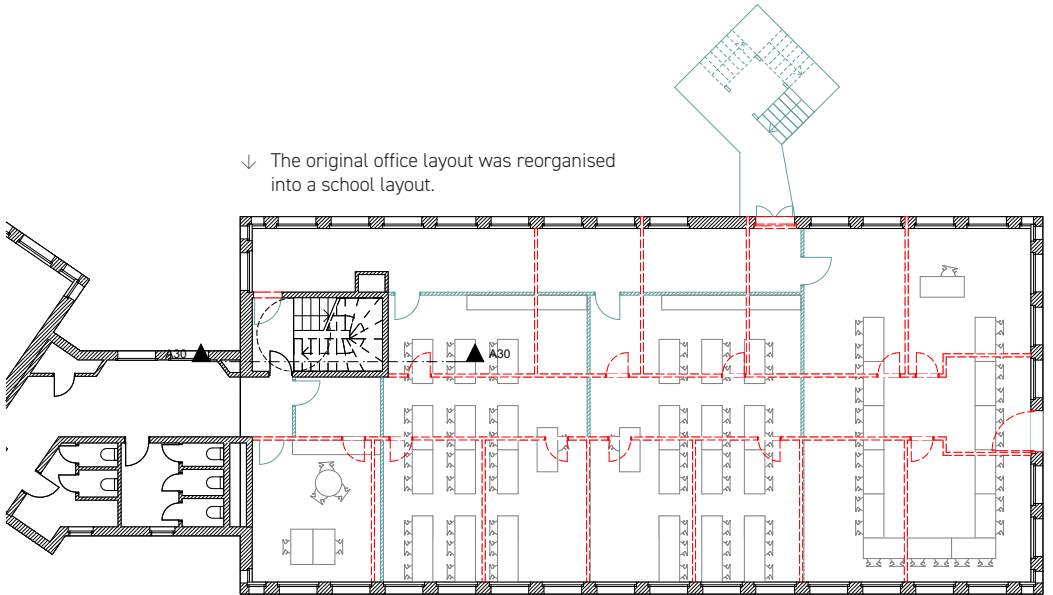 ↓ The original office layout was reorganised
into a school layout.
A30
A30